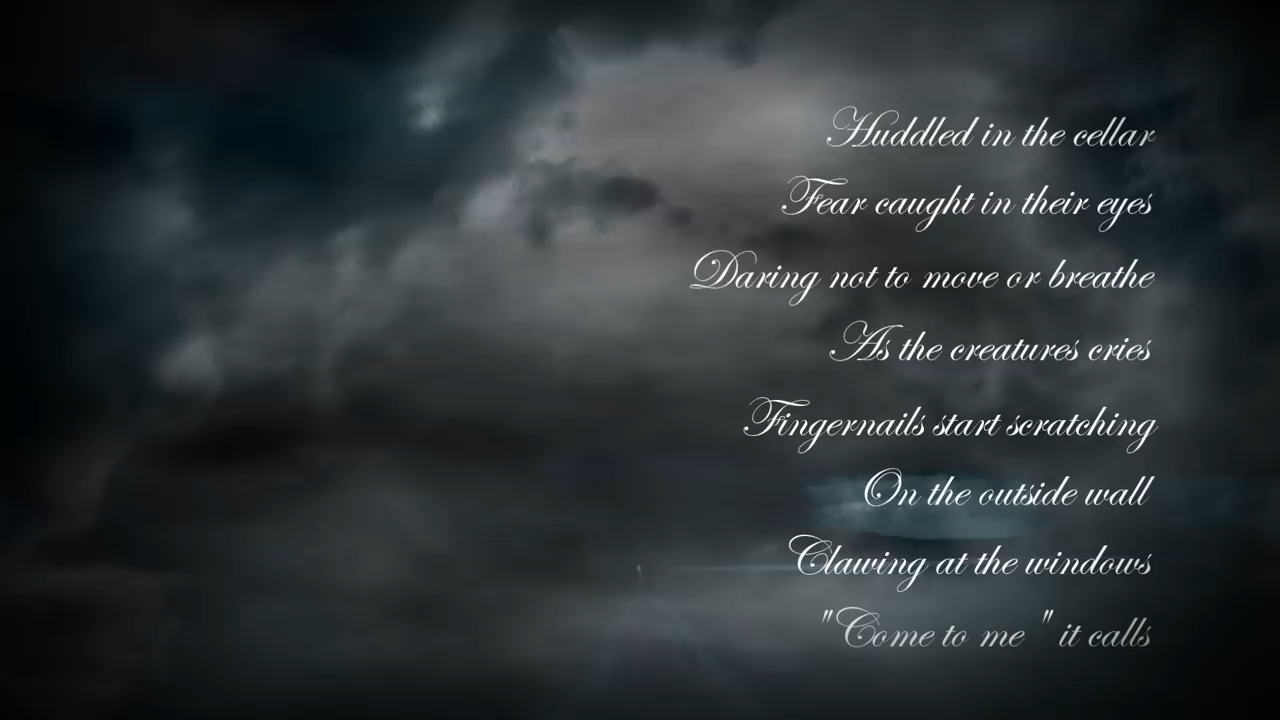 Huddled in the cellar
Fear caught in their eyes
Daring not to move or breathe
As the creatures cries
Fingernails start scratching
On the outside wall
Clawing at the windows
"Come to me " it calls